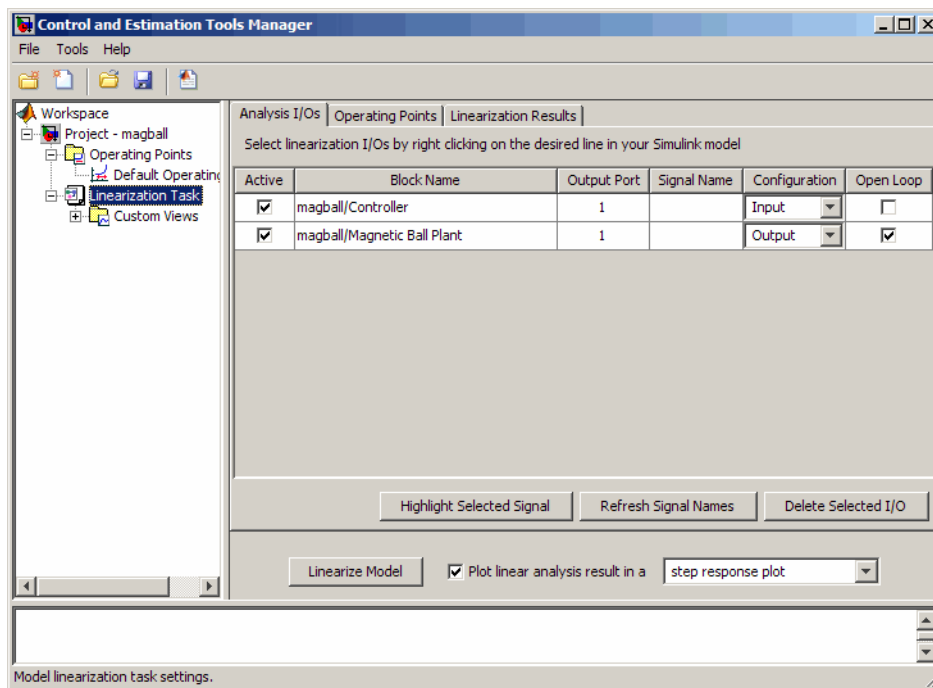 Control and Estimation Tools Manager
File Tools Help
Workspace
Project - magball
Operating Points
Default Operating
Linearization Task
Custom Views
Analysis I/Os Operating Points Linearization Results
Select linearization I/Os by right clicking on the desired line in your Simulink model
Active Block Name Output Port Signal Name Configuration Open Loop
magball/Controller 1 Input
magball/Magnetic Ball Plant 1 Output
Highlight Selected Signal Refresh Signal Names Delete Selected I/O
Linearize Model Plot linear analysis result in a step response plot
Model linearization task settings.